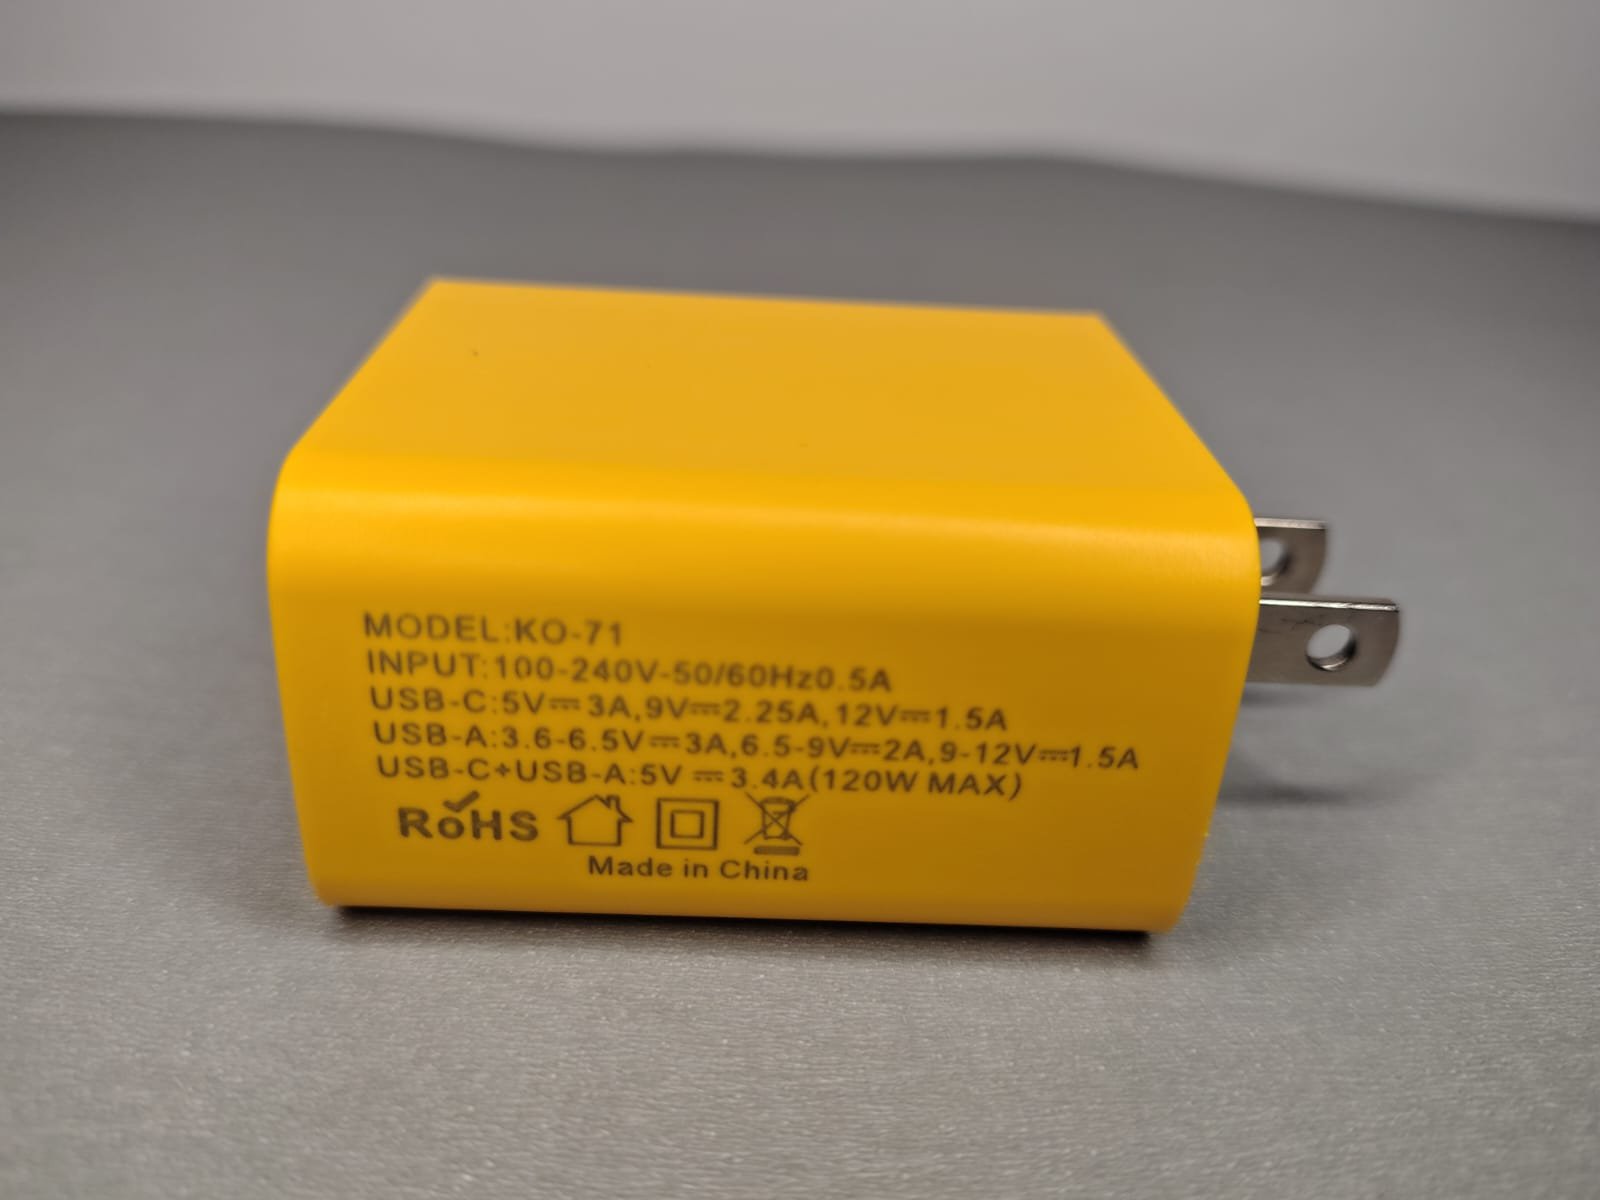 MODEL:KO-71
INPUT:100-240V-50/60Hz0.5A
USB-C:5V⎓3A,9V⎓2.25A,12V⎓1.5A
USB-A:3.6-6.5V⎓3A,6.5-9V⎓2A,9-12V⎓1.5A
USB-C+USB-A:5V ⎓3.4A(120W MAX)
RoHS
Made in China